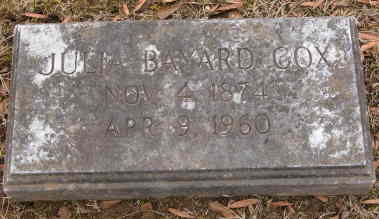 JULIA BAYARD COX
NOV. 4, 1874
APR. 9, 1960